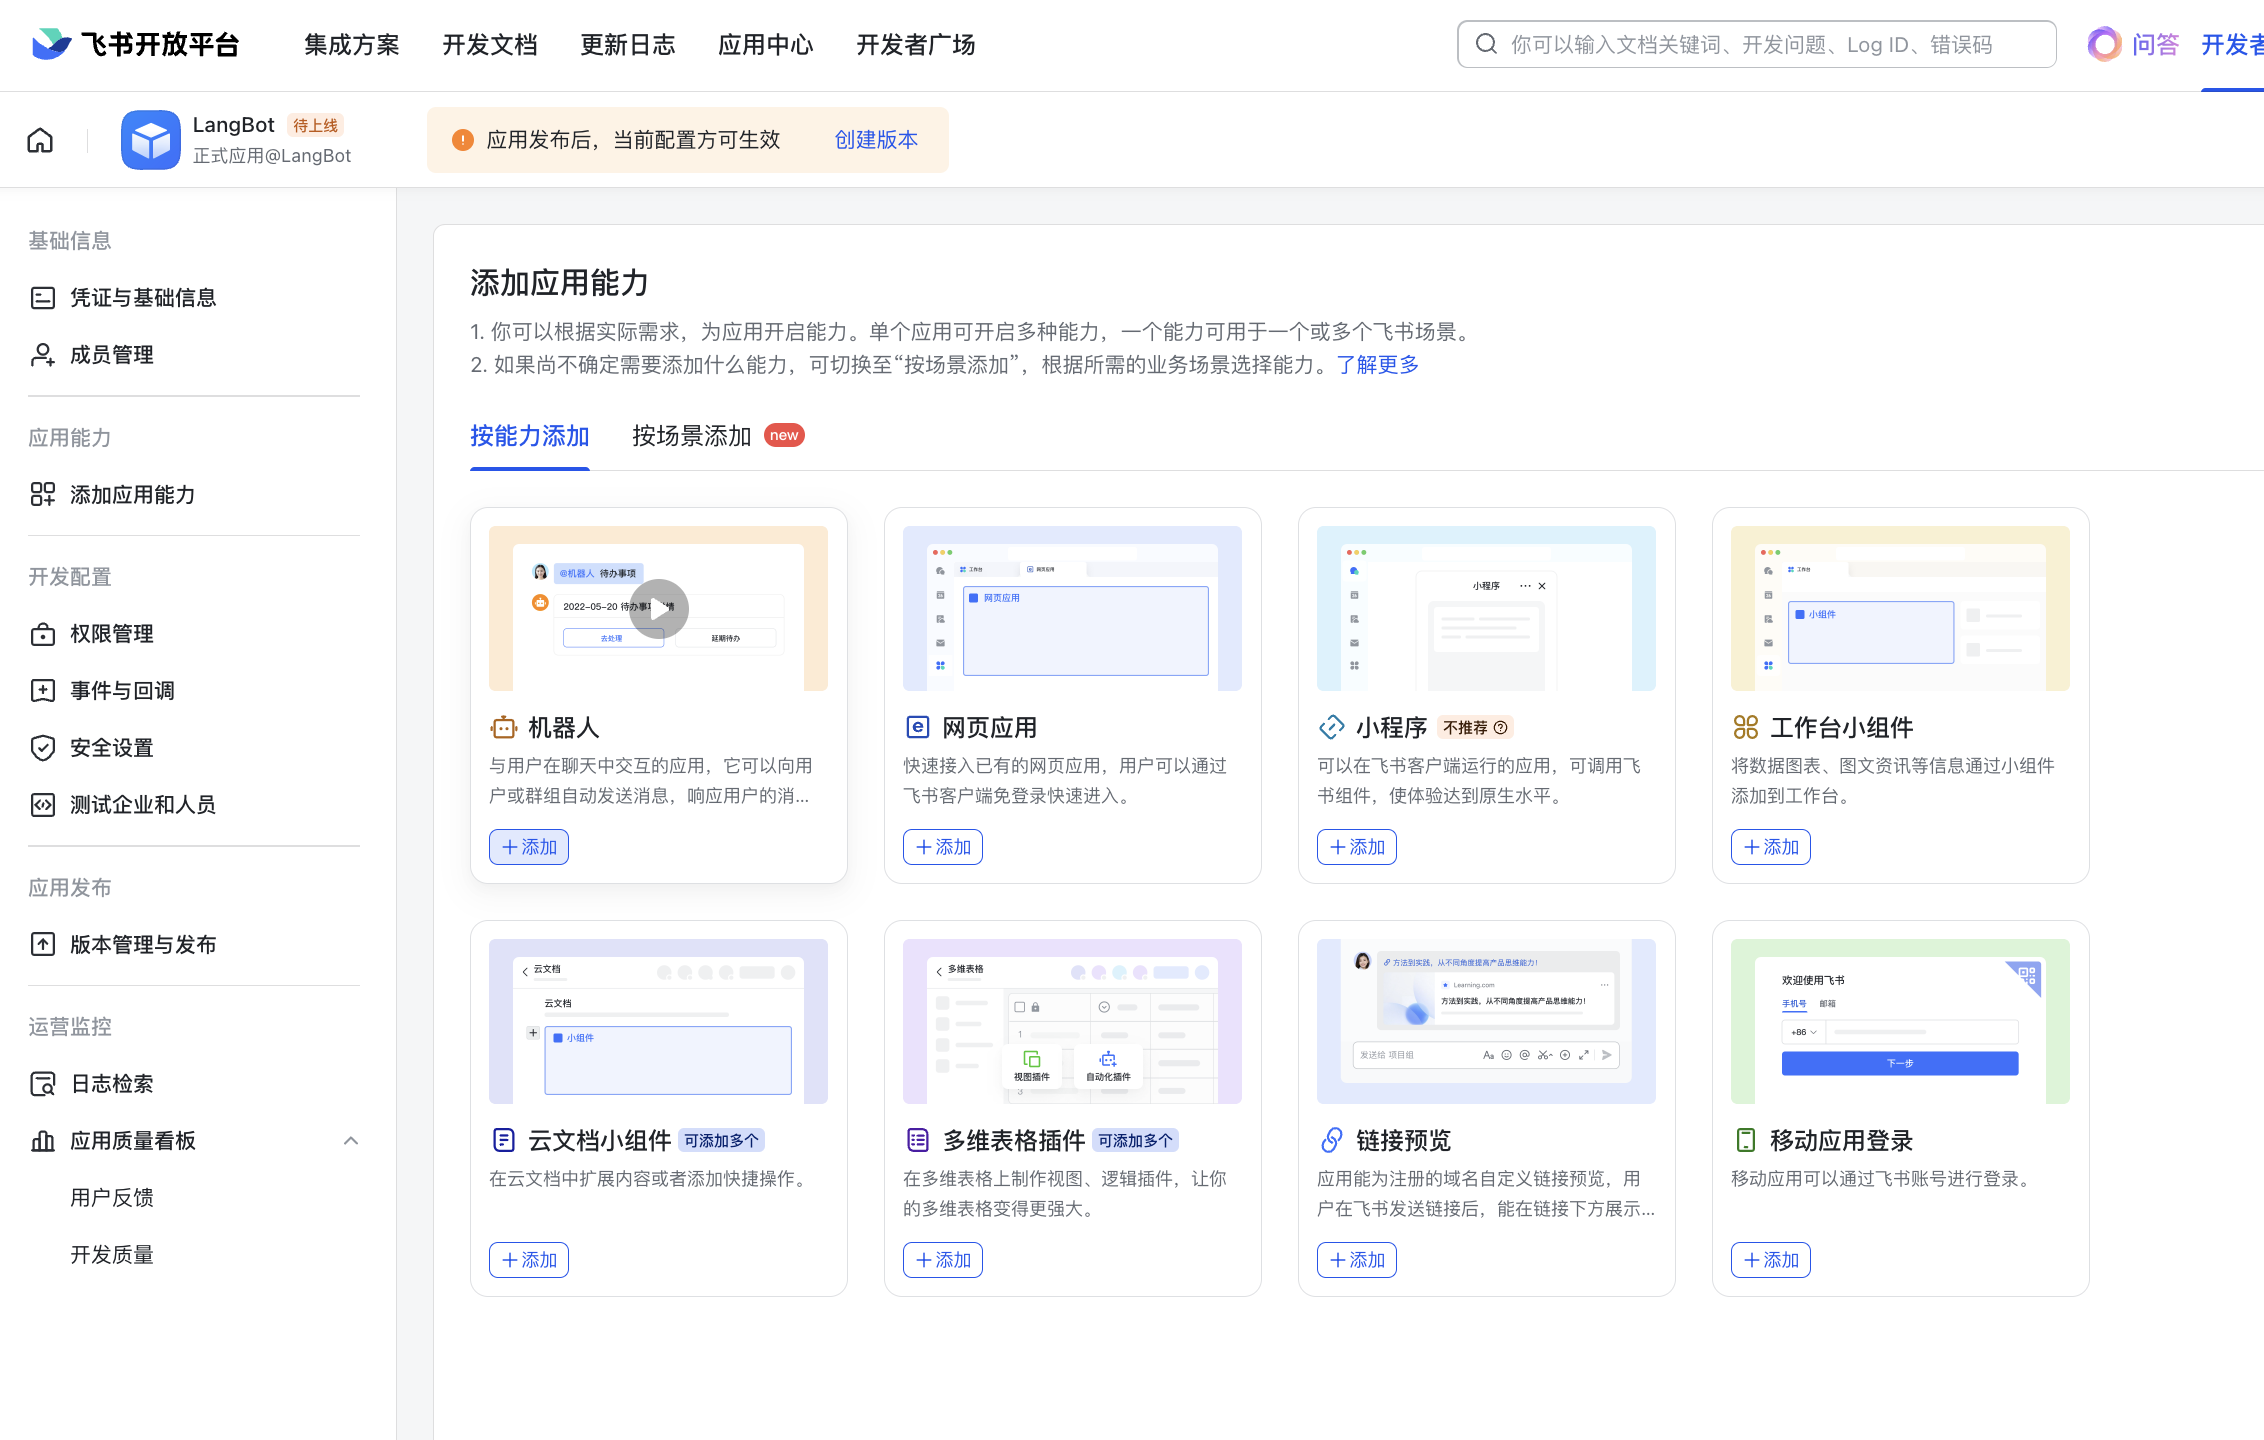 飞书开放平台
集成方案
开发文档
更新日志
应用中心
开发者广场
你可以输入文档关键词、开发问题、Log ID、错误码
问答
开发者
LangBot 待上线
正式应用@LangBot
应用发布后，当前配置方可生效 创建版本
基础信息
凭证与基础信息
成员管理
应用能力
添加应用能力
开发配置
权限管理
事件与回调
安全设置
测试企业和人员
应用发布
版本管理与发布
运营监控
日志检索
应用质量看板
用户反馈
开发质量
添加应用能力
1. 你可以根据实际需求，为应用开启能力。单个应用可开启多种能力，一个能力可用于一个或多个飞书场景。
2. 如果尚不确定需要添加什么能力，可切换至“按场景添加”，根据所需的业务场景选择能力。了解更多
按能力添加
按场景添加 new
@机器人 待办事项
2022-05-20 待办事
去处理
延期待办
机器人
与用户在聊天中交互的应用，它可以向用
户或群组自动发送消息，响应用户的消...
添加
工作台
网页应用
网页应用
网页应用
快速接入已有的网页应用，用户可以通过
飞书客户端免登录快速进入。
添加
小程序
小程序 不推荐
可以在飞书客户端运行的应用，可调用飞
书组件，使体验达到原生水平。
添加
工作台
小组件
工作台小组件
将数据图表、图文资讯等信息通过小组件
添加到工作台。
添加
云文档
云文档
小组件
云文档小组件 可添加多个
在云文档中扩展内容或者添加快捷操作。
添加
多维表格
1
视图插件
自动化插件
3
多维表格插件 可添加多个
在多维表格上制作视图、逻辑插件，让你
的多维表格变得更强大。
添加
方法到实践，从不同角度提高产品思维能力！
Learning.com
方法到实践，从不同角度提高产品思维能力！
发送给 项目组
Aa
链接预览
应用能为注册的域名自定义链接预览，用
户在飞书发送链接后，能在链接下方展示...
添加
欢迎使用飞书
手机号 邮箱
+86
下一步
移动应用登录
移动应用可以通过飞书账号进行登录。
添加